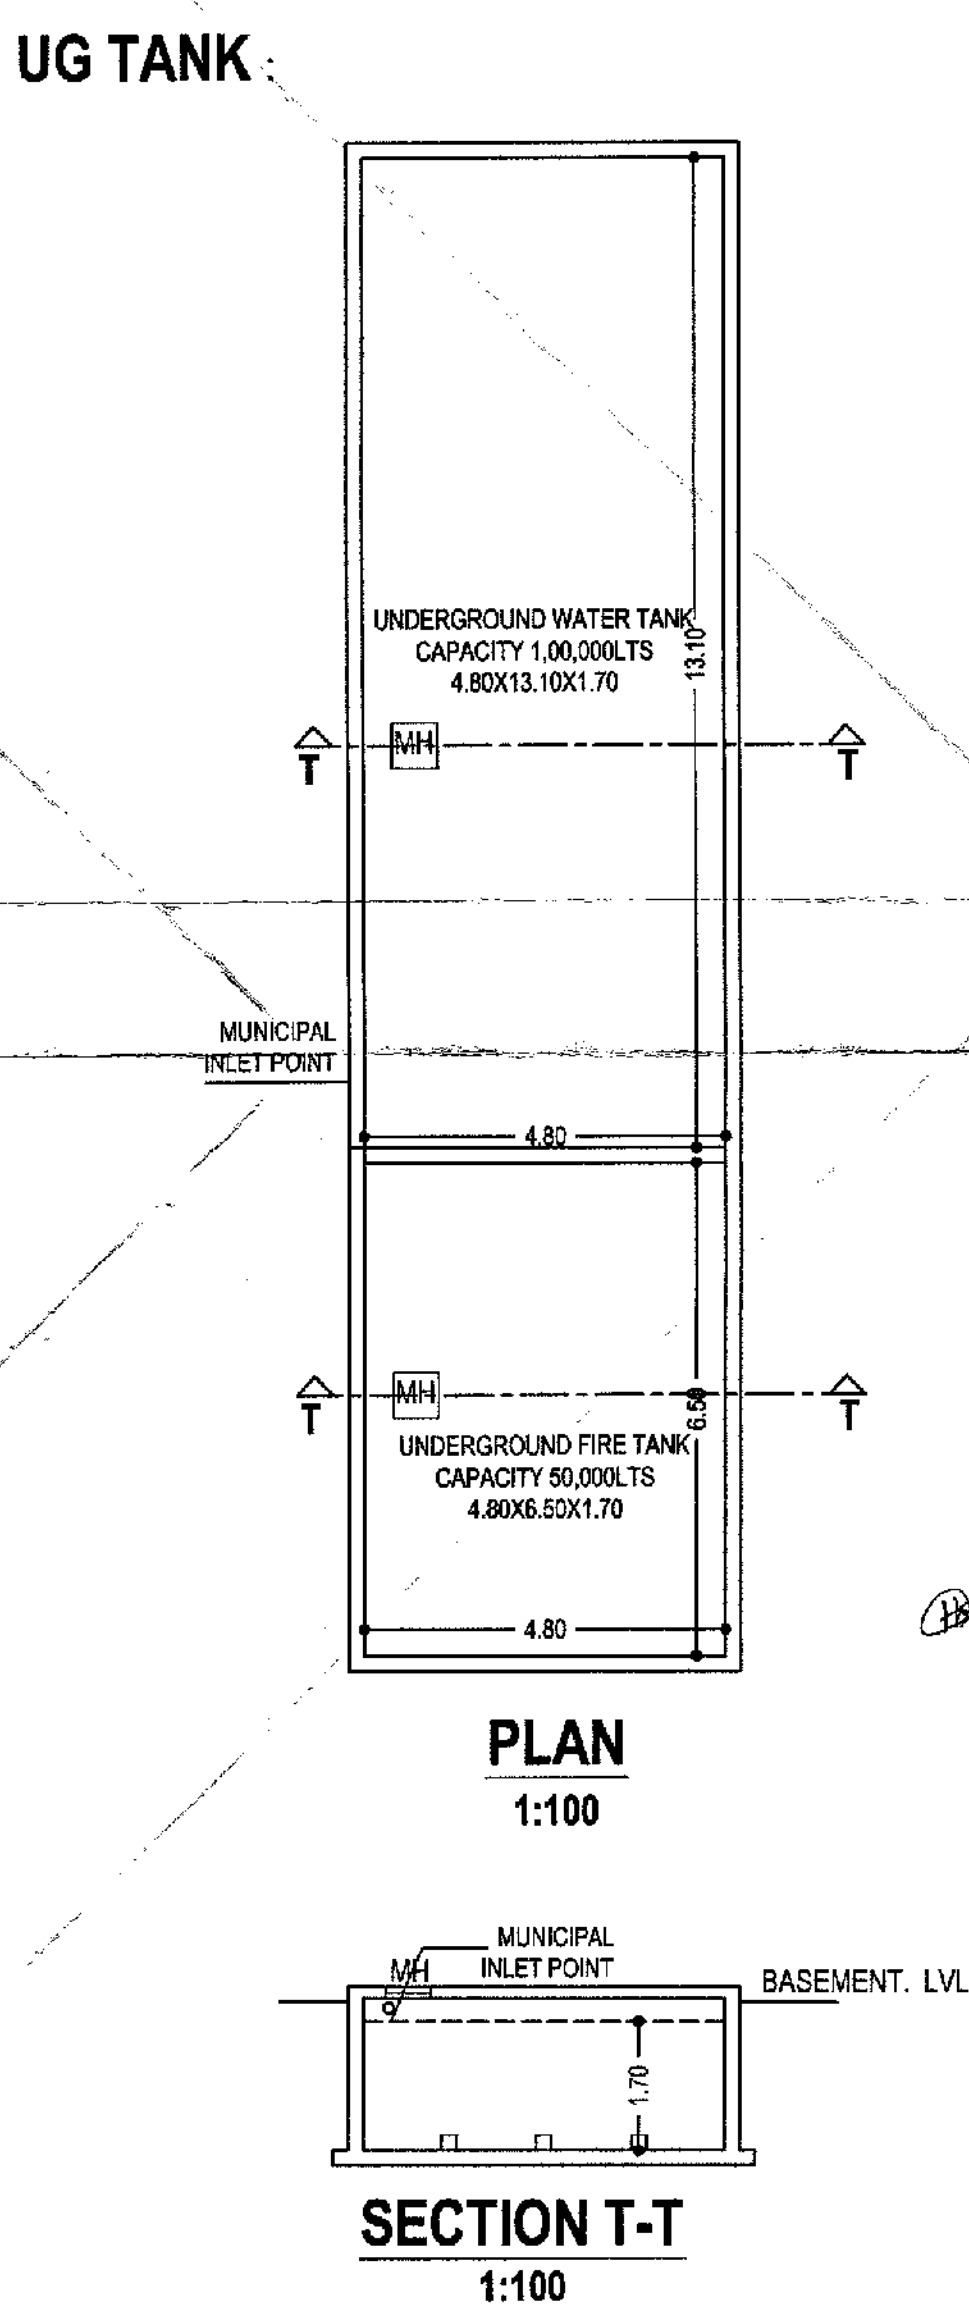 UG TANK :
UNDERGROUND WATER TANK
CAPACITY 1,00,000LTS
4.80X13.10X1.70
13.10
MH
T
T
MUNICIPAL
INLET POINT
4.80
MH
T
T
6.50
UNDERGROUND FIRE TANK
CAPACITY 50,000LTS
4.80X6.50X1.70
4.80
PLAN
1:100
MUNICIPAL
INLET POINT
MH
BASEMENT. LVL
1.70
SECTION T-T
1:100